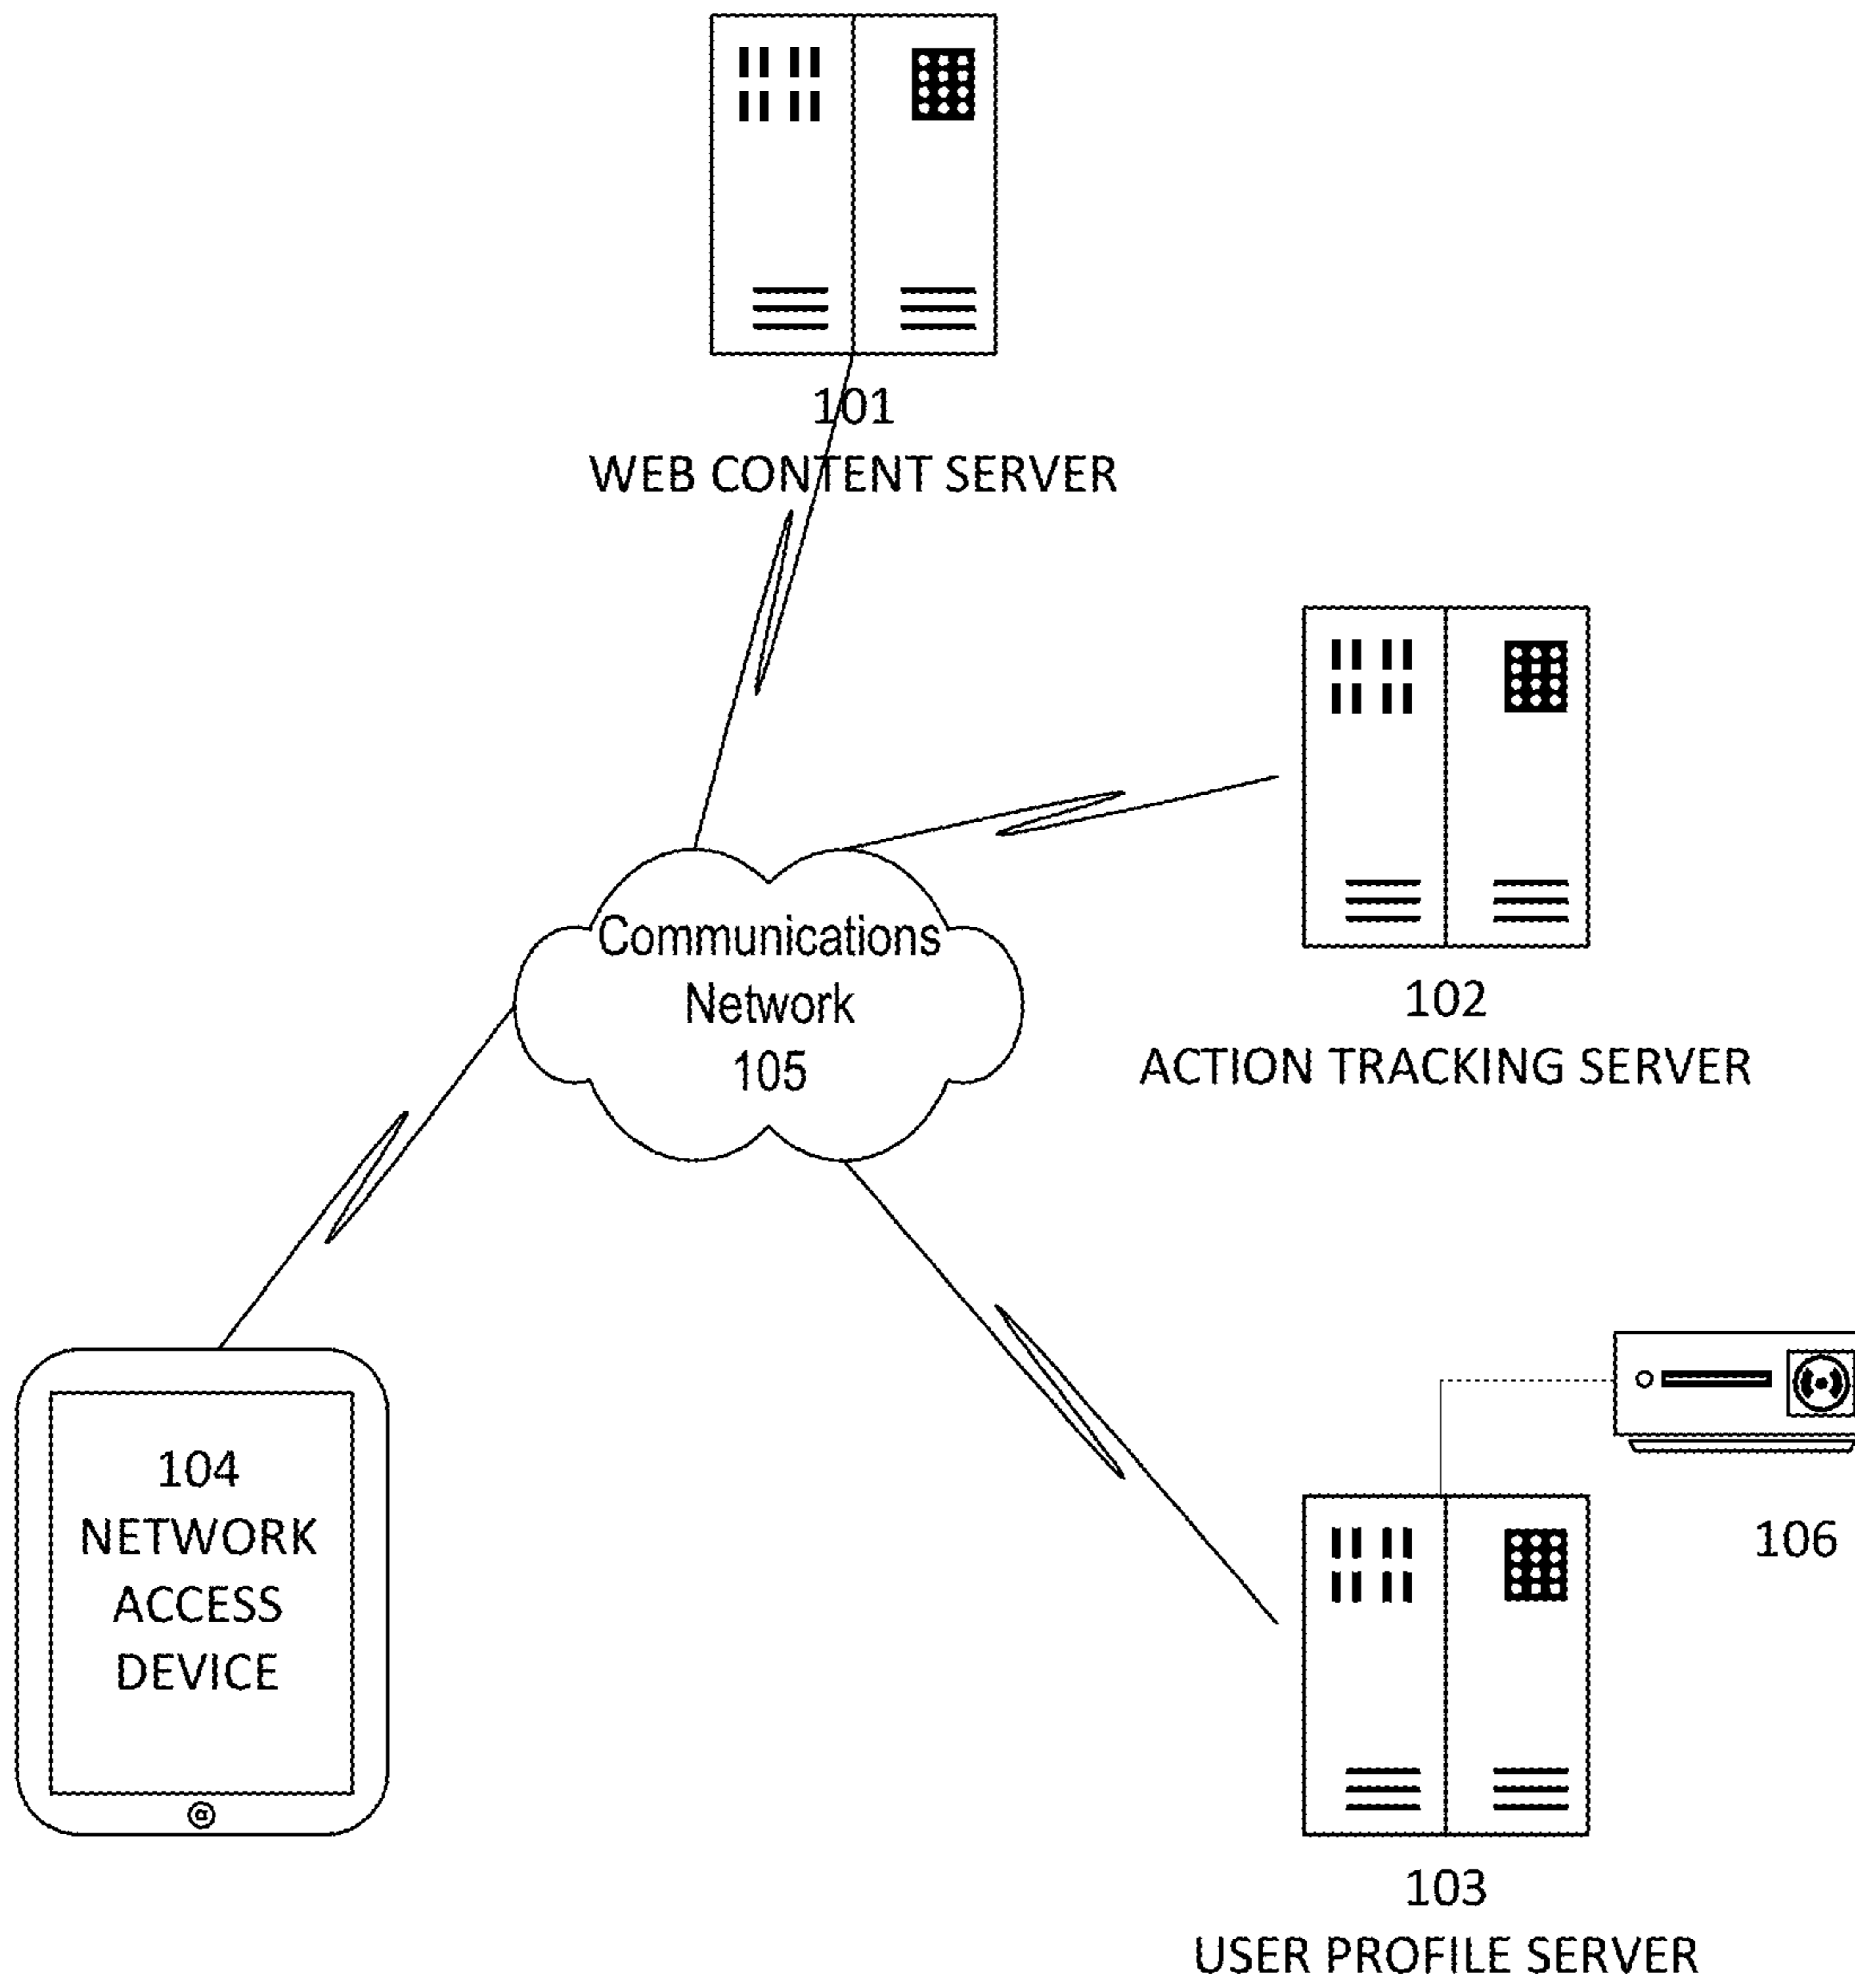 101
WEB CONTENT SERVER
102
ACTION TRACKING SERVER
Communications
Network
105
104
NETWORK
ACCESS
DEVICE
106
103
USER PROFILE SERVER